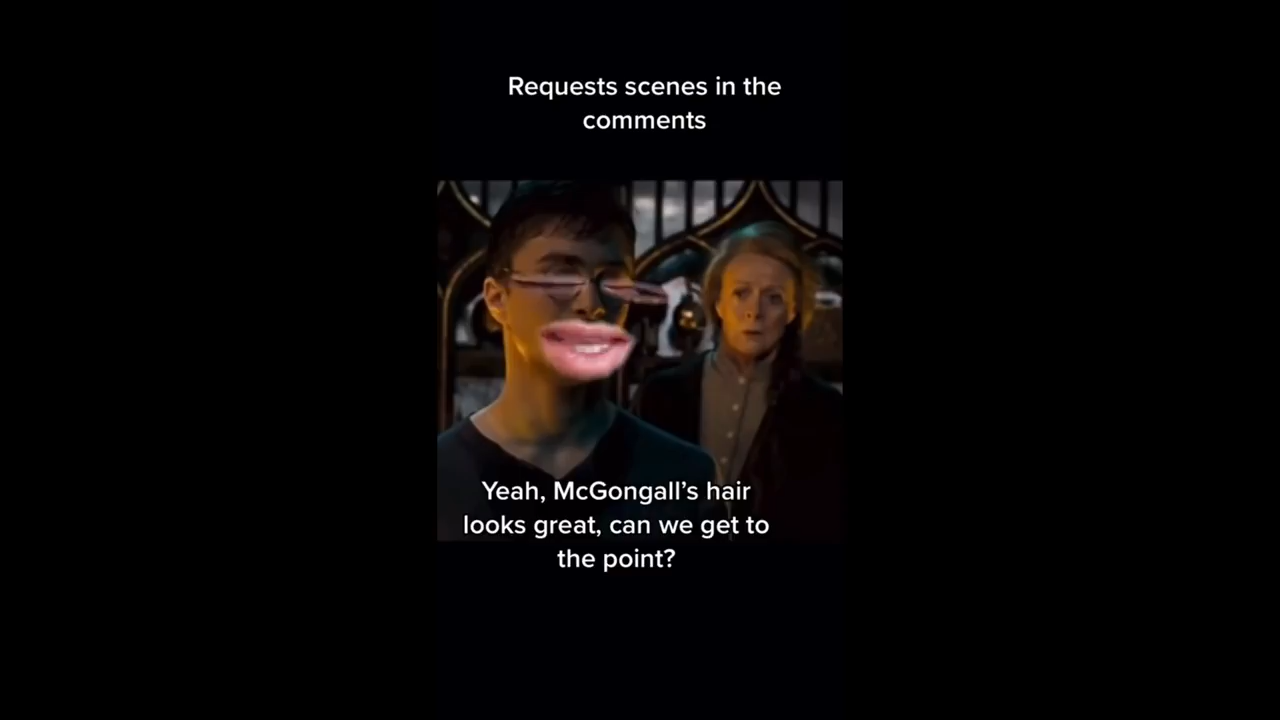 Requests scenes in the
comments
Yeah, McGongall’s hair
looks great, can we get to
the point?